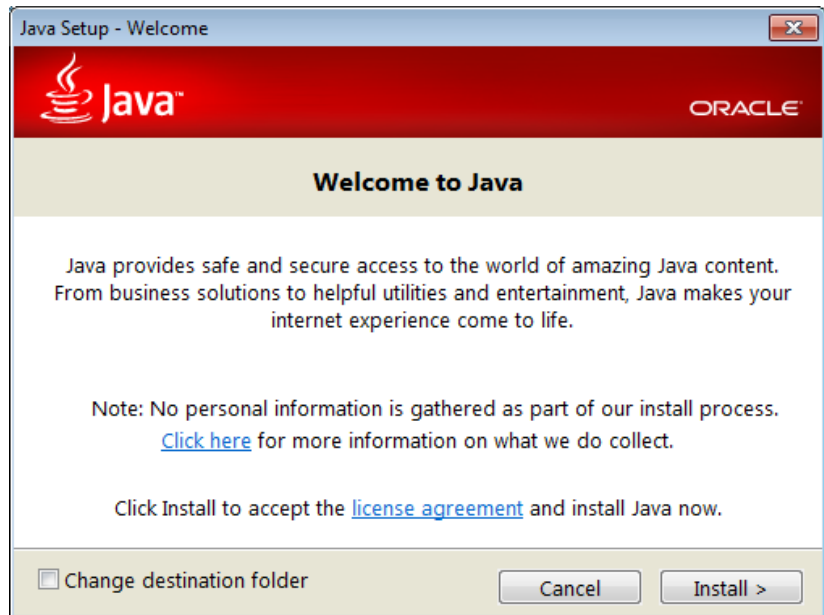 Java Setup - Welcome
Java™
ORACLE®
Welcome to Java
Java provides safe and secure access to the world of amazing Java content.
From business solutions to helpful utilities and entertainment, Java makes your
internet experience come to life.
Note: No personal information is gathered as part of our install process.
Click here for more information on what we do collect.
Click Install to accept the license agreement and install Java now.
Change destination folder
Cancel
Install >